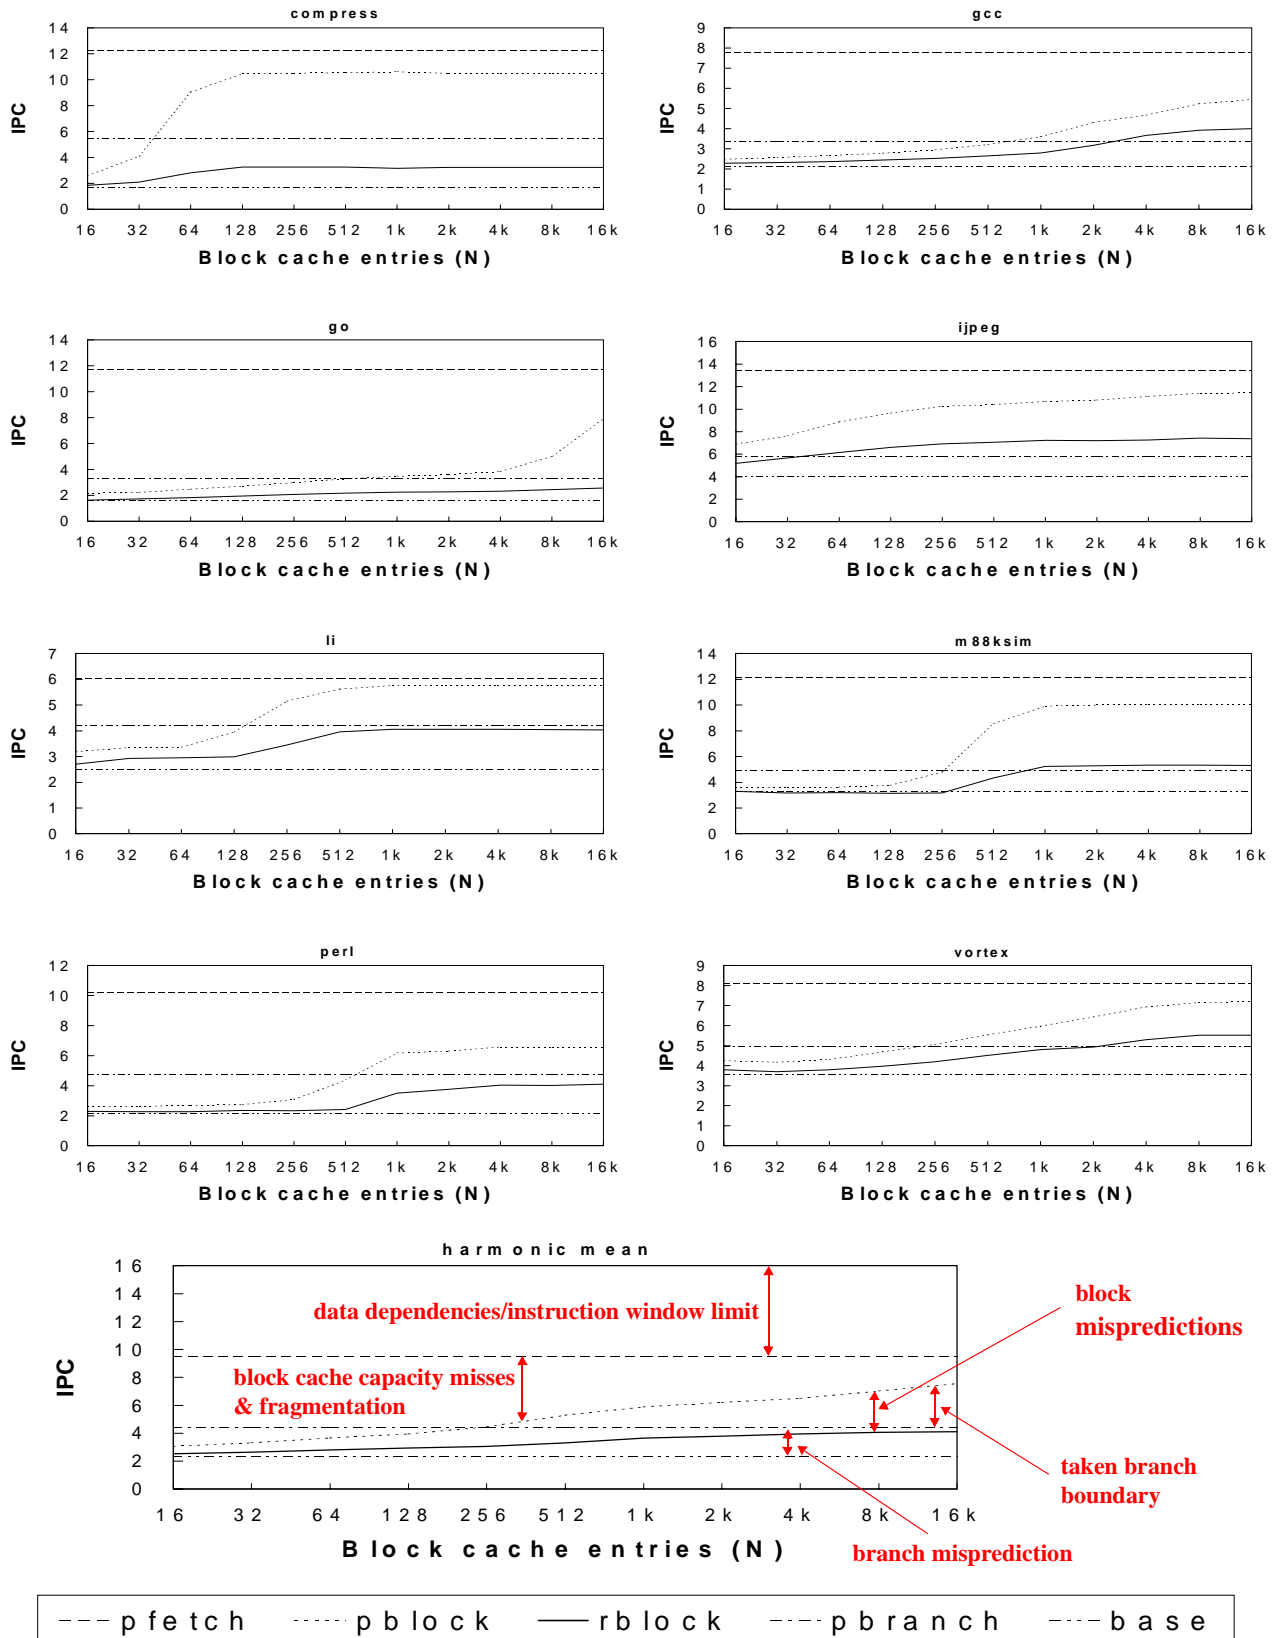 compress
14
12
10
8
6
4
2
0
IPC
16 32 64 128 256 512 1k 2k 4k 8k 16k
Block cache entries (N)
gcc
9
8
7
6
5
4
3
2
1
0
IPC
16 32 64 128 256 512 1k 2k 4k 8k 16k
Block cache entries (N)
go
14
12
10
8
6
4
2
0
IPC
16 32 64 128 256 512 1k 2k 4k 8k 16k
Block cache entries (N)
ijpeg
16
14
12
10
8
6
4
2
0
IPC
16 32 64 128 256 512 1k 2k 4k 8k 16k
Block cache entries (N)
li
7
6
5
4
3
2
1
0
IPC
16 32 64 128 256 512 1k 2k 4k 8k 16k
Block cache entries (N)
m88ksim
14
12
10
8
6
4
2
0
IPC
16 32 64 128 256 512 1k 2k 4k 8k 16k
Block cache entries (N)
perl
12
10
8
6
4
2
0
IPC
16 32 64 128 256 512 1k 2k 4k 8k 16k
Block cache entries (N)
vortex
9
8
7
6
5
4
3
2
1
0
IPC
16 32 64 128 256 512 1k 2k 4k 8k 16k
Block cache entries (N)
harmonic mean
16
14
12
10
8
6
4
2
0
IPC
data dependencies/instruction window limit
block cache capacity misses
& fragmentation
block
mispredictions
taken branch
boundary
16 32 64 128 256 512 1k 2k 4k 8k 16k
Block cache entries (N)
branch misprediction
pfetch pblock rblock pbranch base